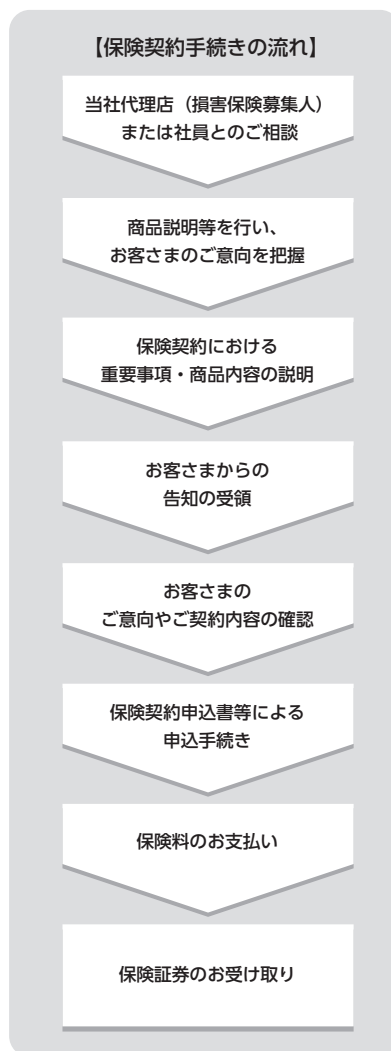 【保険契約手続きの流れ】
当社代理店（損害保険募集人）
または社員とのご相談
商品説明等を行い、
お客さまのご意向を把握
保険契約における
重要事項・商品内容の説明
お客さまからの
告知の受領
お客さまの
ご意向やご契約内容の確認
保険契約申込書等による
申込手続き
保険料のお支払い
保険証券のお受け取り